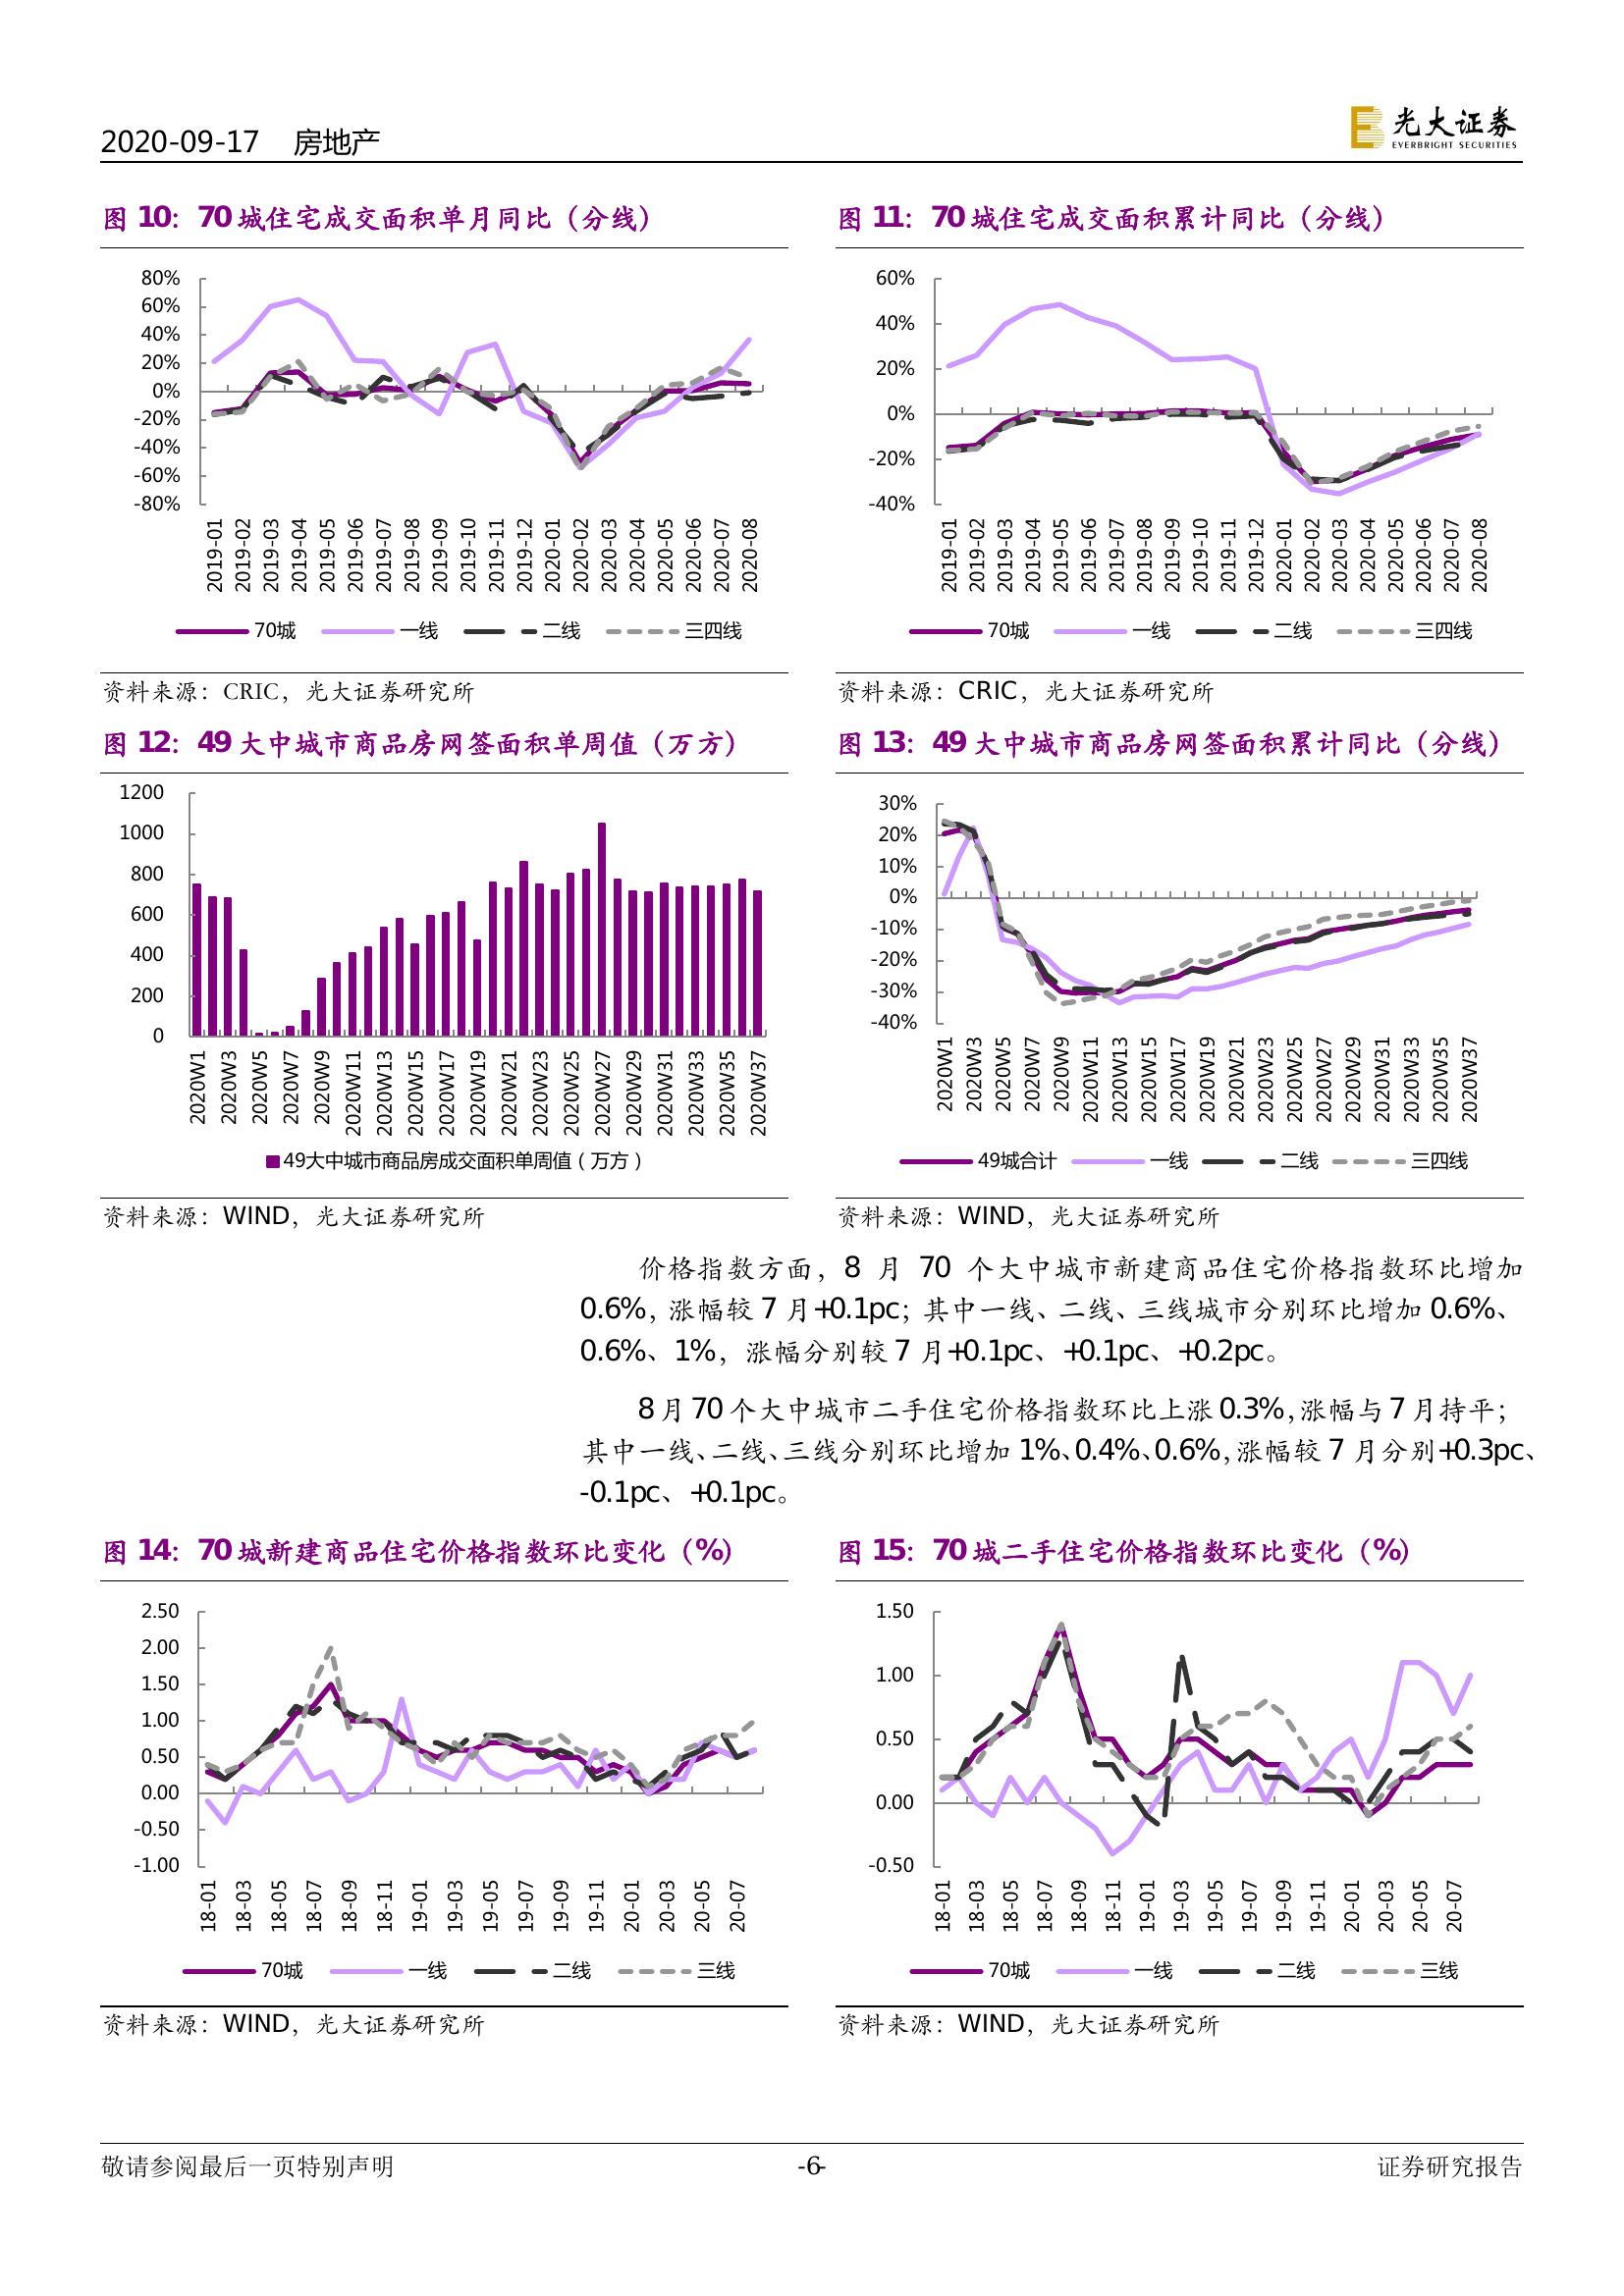 2020-09-17 房地产
光大证券
EVERBRIGHT SECURITIES
图 10：70 城住宅成交面积单月同比（分线）
80%
60%
40%
20%
0%
-20%
-40%
-60%
-80%
2019-01
2019-02
2019-03
2019-04
2019-05
2019-06
2019-07
2019-08
2019-09
2019-10
2019-11
2019-12
2020-01
2020-02
2020-03
2020-04
2020-05
2020-06
2020-07
2020-08
70城 一线 二线 三四线
资料来源：CRIC，光大证券研究所
图 11：70 城住宅成交面积累计同比（分线）
60%
40%
20%
0%
-20%
-40%
2019-01
2019-02
2019-03
2019-04
2019-05
2019-06
2019-07
2019-08
2019-09
2019-10
2019-11
2019-12
2020-01
2020-02
2020-03
2020-04
2020-05
2020-06
2020-07
2020-08
70城 一线 二线 三四线
资料来源：CRIC，光大证券研究所
图 12：49 大中城市商品房网签面积单周值（万方）
1200
1000
800
600
400
200
0
2020W1
2020W3
2020W5
2020W7
2020W9
2020W11
2020W13
2020W15
2020W17
2020W19
2020W21
2020W23
2020W25
2020W27
2020W29
2020W31
2020W33
2020W35
2020W37
49大中城市商品房成交面积单周值（万方）
资料来源：WIND，光大证券研究所
图 13：49 大中城市商品房网签面积累计同比（分线）
30%
20%
10%
0%
-10%
-20%
-30%
-40%
2020W1
2020W3
2020W5
2020W7
2020W9
2020W11
2020W13
2020W15
2020W17
2020W19
2020W21
2020W23
2020W25
2020W27
2020W29
2020W31
2020W33
2020W35
2020W37
49城合计 一线 二线 三四线
资料来源：WIND，光大证券研究所
价格指数方面，8 月 70 个大中城市新建商品住宅价格指数环比增加
0.6%，涨幅较 7 月+0.1pc；其中一线、二线、三线城市分别环比增加 0.6%、
0.6%、1%，涨幅分别较 7 月+0.1pc、+0.1pc、+0.2pc。
8 月 70 个大中城市二手住宅价格指数环比上涨 0.3%，涨幅与 7 月持平；
其中一线、二线、三线分别环比增加 1%、0.4%、0.6%，涨幅较 7 月分别+0.3pc、
-0.1pc、+0.1pc。
图 14：70 城新建商品住宅价格指数环比变化（%）
2.50
2.00
1.50
1.00
0.50
0.00
-0.50
-1.00
18-01
18-03
18-05
18-07
18-09
18-11
19-01
19-03
19-05
19-07
19-09
19-11
20-01
20-03
20-05
20-07
70城 一线 二线 三线
资料来源：WIND，光大证券研究所
图 15：70 城二手住宅价格指数环比变化（%）
1.50
1.00
0.50
0.00
-0.50
18-01
18-03
18-05
18-07
18-09
18-11
19-01
19-03
19-05
19-07
19-09
19-11
20-01
20-03
20-05
20-07
70城 一线 二线 三线
资料来源：WIND，光大证券研究所
敬请参阅最后一页特别声明 -6- 证券研究报告